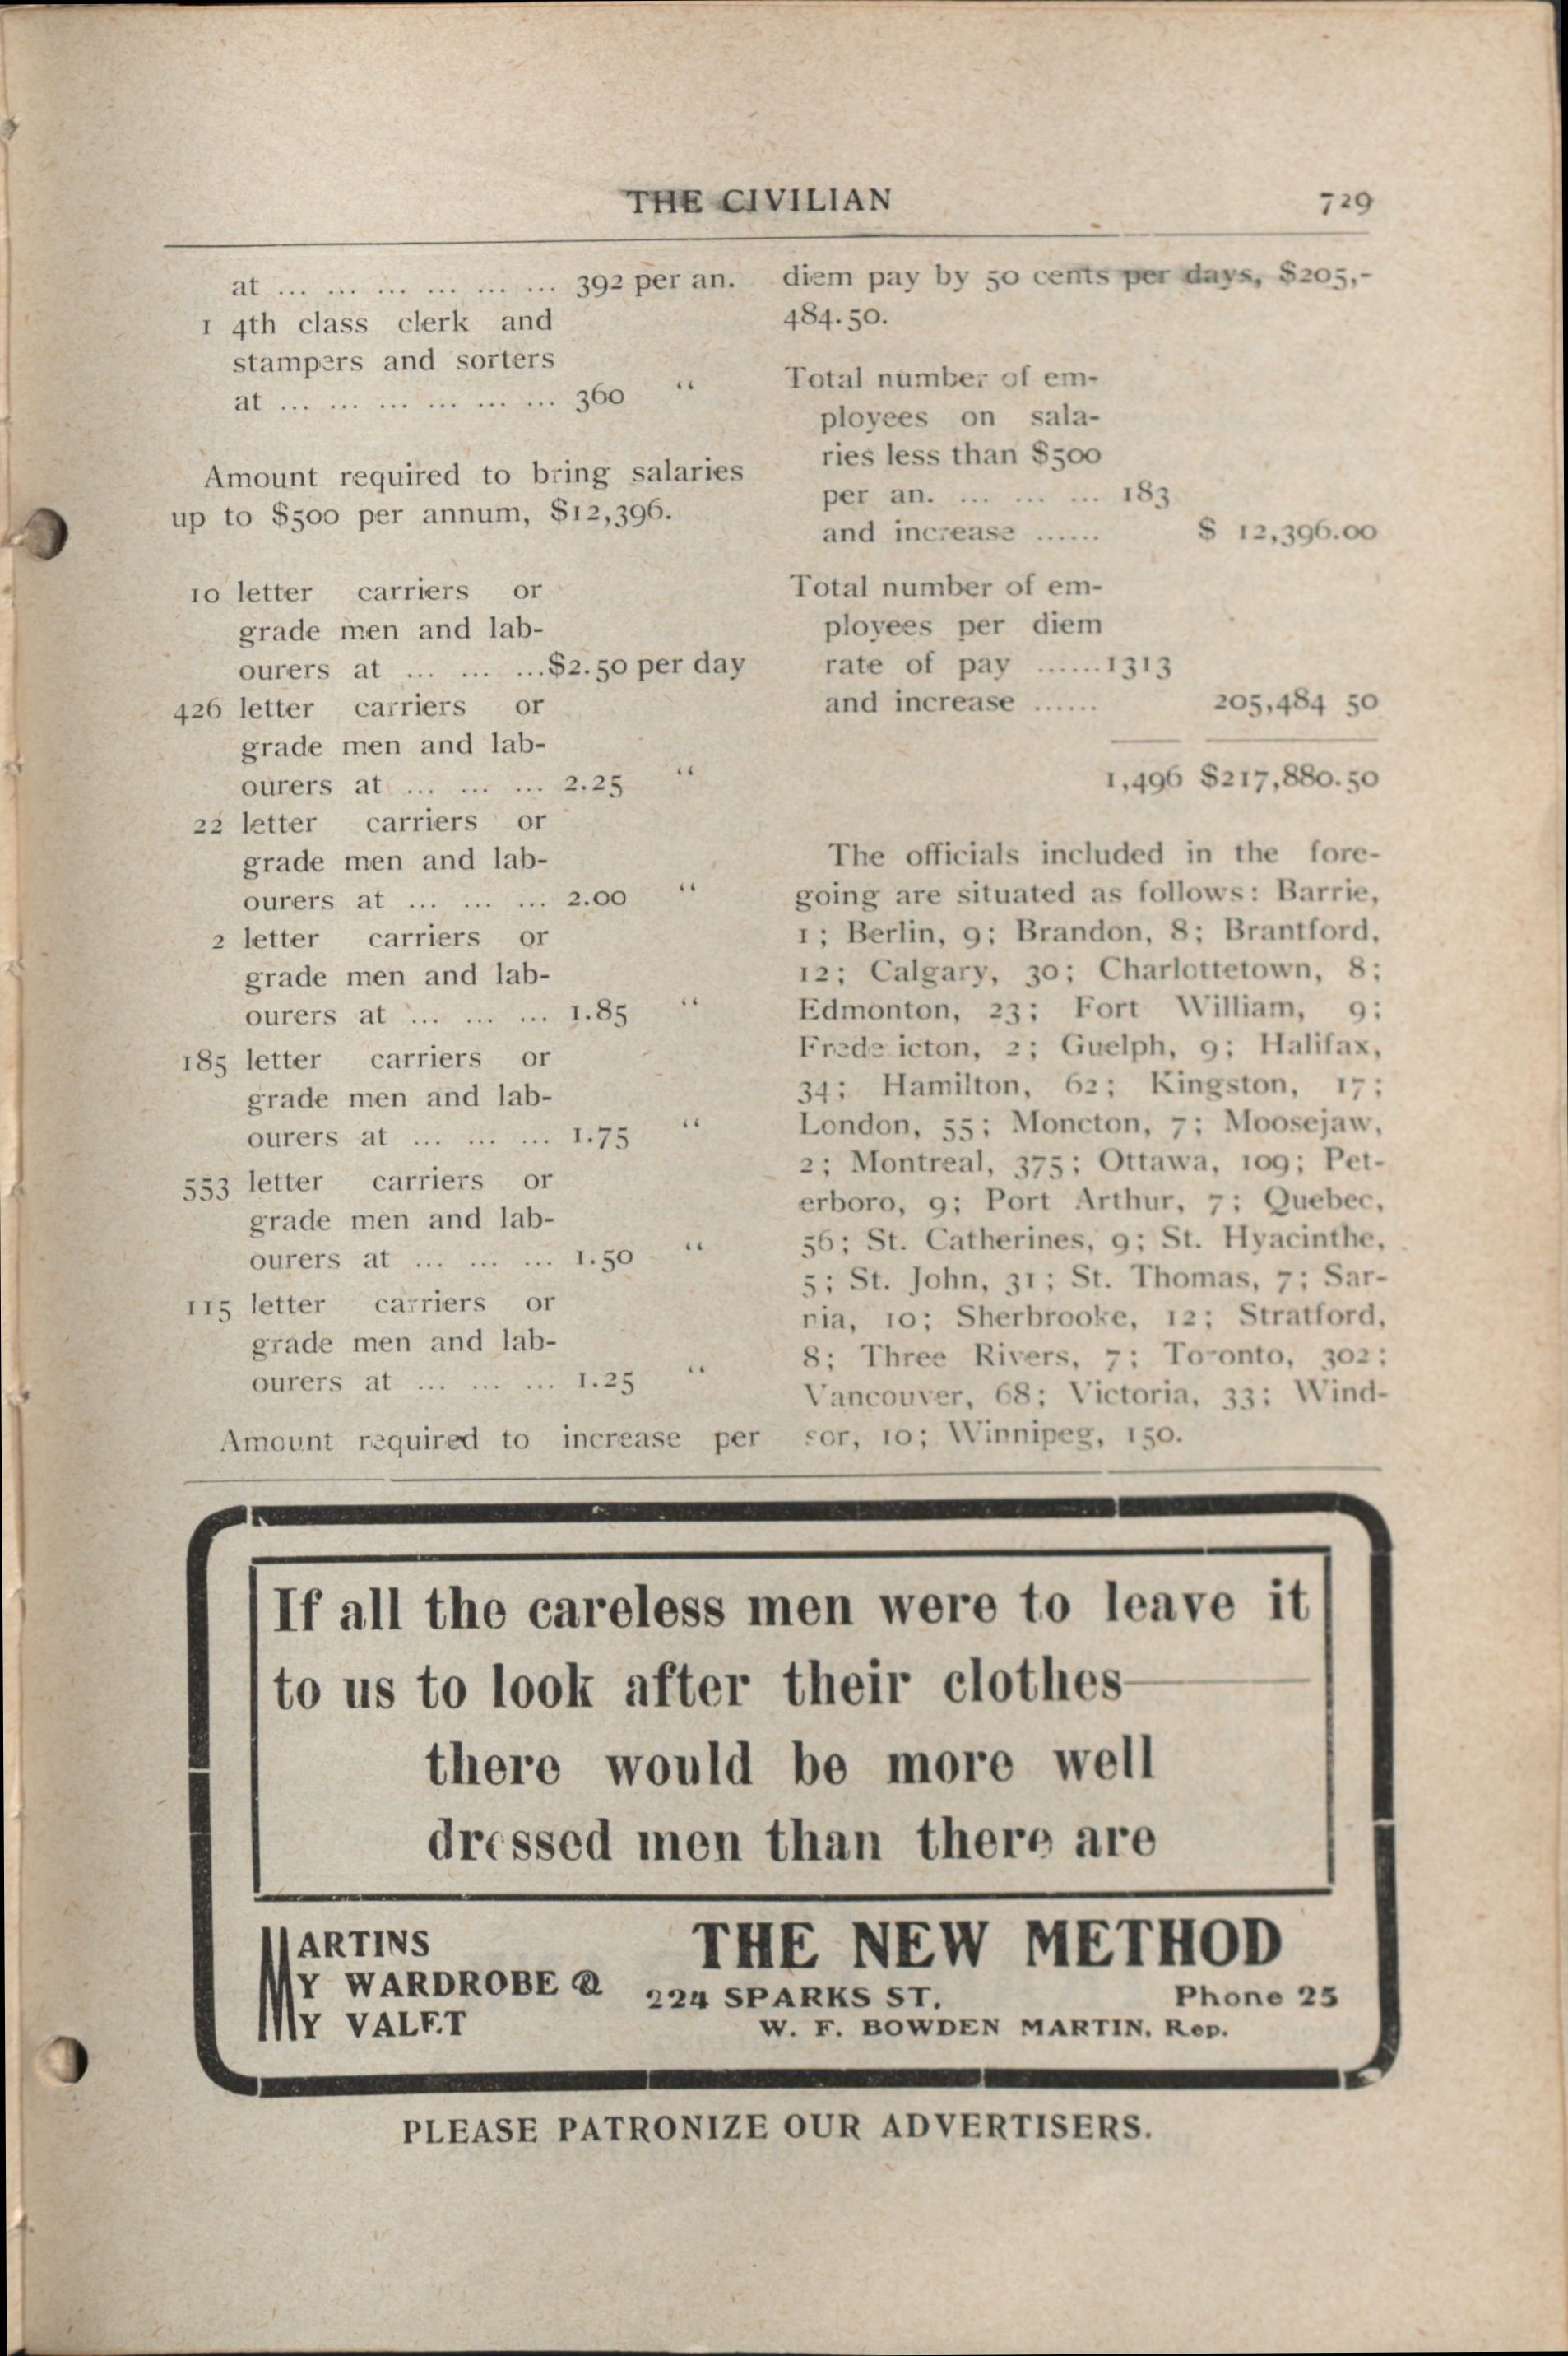 THE CIVILIAN
729
at ... ... ... ... ... ... 392 per an.
1 4th class clerk and
stampers and sorters
at ... ... ... ... ... ... 360 "
Amount required to bring salaries
up to $500 per annum, $12,396.
10 letter carriers or
grade men and lab-
ourers at ... ... ...$2.50 per day
426 letter carriers or
grade men and lab-
ourers at ... ... ... 2.25 "
22 letter carriers or
grade men and lab-
ourers at ... ... ... 2.00 "
2 letter carriers or
grade men and lab-
ourers at ... ... ... 1.85 "
185 letter carriers or
grade men and lab-
ourers at ... ... ... 1.75 "
553 letter carriers or
grade men and lab-
ourers at ... ... ... 1.50 "
115 letter carriers or
grade men and lab-
ourers at ... ... ... 1.25 "
Amount required to increase per
diem pay by 50 cents per days, $205,-
484.50.
Total number of em-
ployees on sala-
ries less than $500
per an. ... ... ... 183
and increase ...... $ 12,396.00
Total number of em-
ployees per diem
rate of pay ......1313
and increase ...... 205,484 50
1,496 $217,880.50
The officials included in the fore-
going are situated as follows: Barrie,
1; Berlin, 9; Brandon, 8; Brantford,
12; Calgary, 30; Charlottetown, 8;
Edmonton, 23; Fort William, 9;
Frede icton, 2; Guelph, 9; Halifax,
34; Hamilton, 62; Kingston, 17;
London, 55; Moncton, 7; Moosejaw,
2; Montreal, 375; Ottawa, 109; Pet-
erboro, 9; Port Arthur, 7; Quebec,
56; St. Catherines, 9; St. Hyacinthe,
5; St. John, 31; St. Thomas, 7; Sar-
nia, 10; Sherbrooke, 12; Stratford,
8; Three Rivers, 7; Toronto, 302;
Vancouver, 68; Victoria, 33; Wind-
sor, 10; Winnipeg, 150.
If all the careless men were to leave it
to us to look after their clothes—
there would be more well
dressed men than there are
MARTINS
MY WARDROBE &
MY VALET
THE NEW METHOD
224 SPARKS ST. Phone 25
W. F. BOWDEN MARTIN, Rep.
PLEASE PATRONIZE OUR ADVERTISERS.